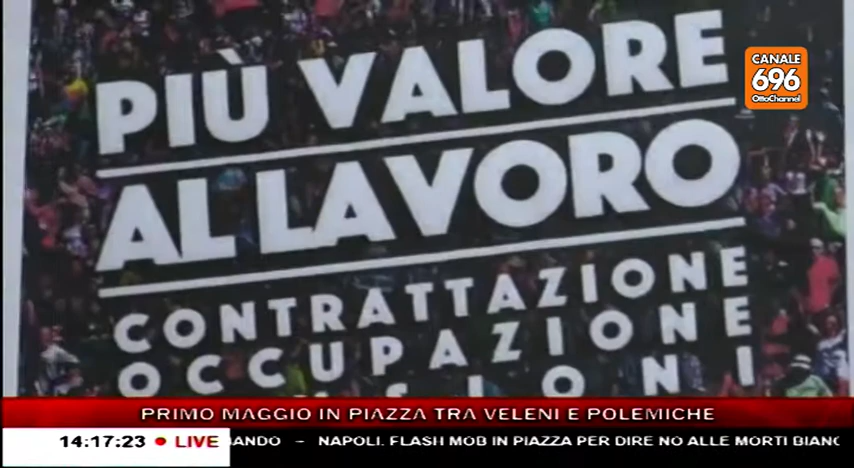 PIÙ VALORE
AL LAVORO
CONTRATTAZIONE
OCCUPAZIONE
CANALE
696
OttoChannel
PRIMO MAGGIO IN PIAZZA TRA VELENI E POLEMICHE
14:17:23 LIVE
NAPOLI. FLASH MOB IN PIAZZA PER DIRE NO ALLE MORTI